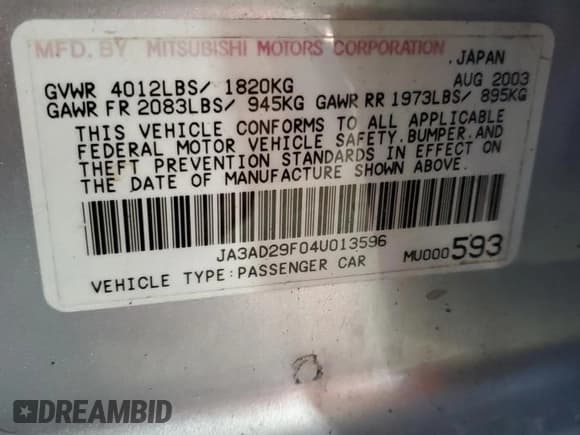 MFD. BY MITSUBISHI MOTORS CORPORATION
.JAPAN
GVWR 4012LBS/ 1820KG AUG 2003
GAWR FR 2083LBS/ 945KG GAWR RR 1973LBS/ 895KG
THIS VEHICLE CONFORMS TO ALL APPLICABLE
FEDERAL MOTOR VEHICLE SAFETY,BUMPER,AND
THEFT PREVENTION STANDARDS IN EFFECT ON
THE DATE OF MANUFACTURE SHOWN ABOVE.
JA3AD29F04U013596
VEHICLE TYPE:PASSENGER CAR MU000593
DREAMBID